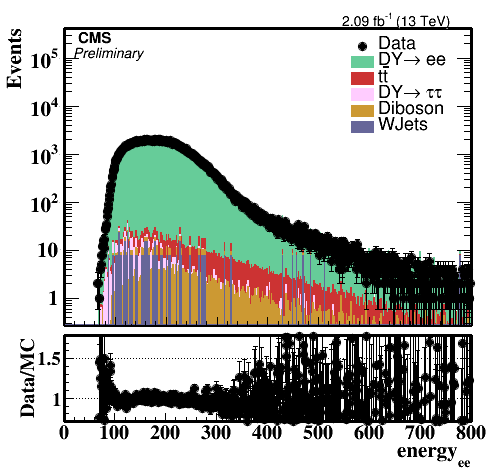 2.09 fb⁻¹ (13 TeV)
CMS
Preliminary
Data
DY→ ee
tt̄
DY→ ττ
Diboson
WJets
Events
10⁵
10⁴
10³
10²
10
1
Data/MC
1.5
1
0 100 200 300 400 500 600 700 800
energy_ee